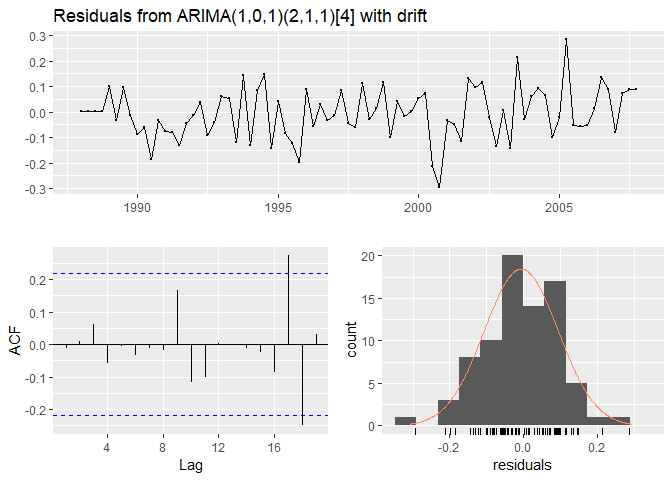 Residuals from ARIMA(1,0,1)(2,1,1)[4] with drift
0.3
0.2
0.1
0.0
-0.1
-0.2
-0.3
1990 1995 2000 2005
ACF
0.2
0.1
0.0
-0.1
-0.2
4 8 12 16
Lag
count
20
15
10
5
0
-0.2 0.0 0.2
residuals